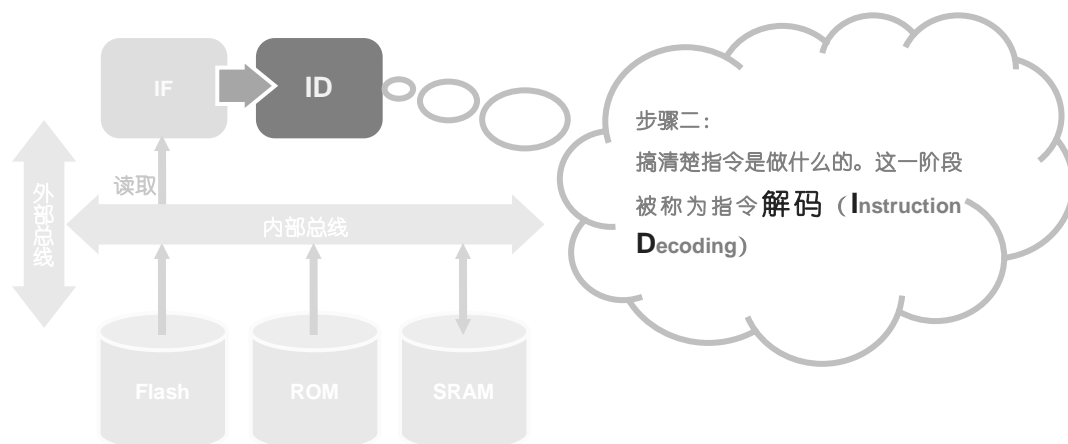 IF
ID
步骤二：
搞清楚指令是做什么的。这一阶段
被称为指令解码（Instruction
Decoding）
读取
外部总线
内部总线
Flash
ROM
SRAM